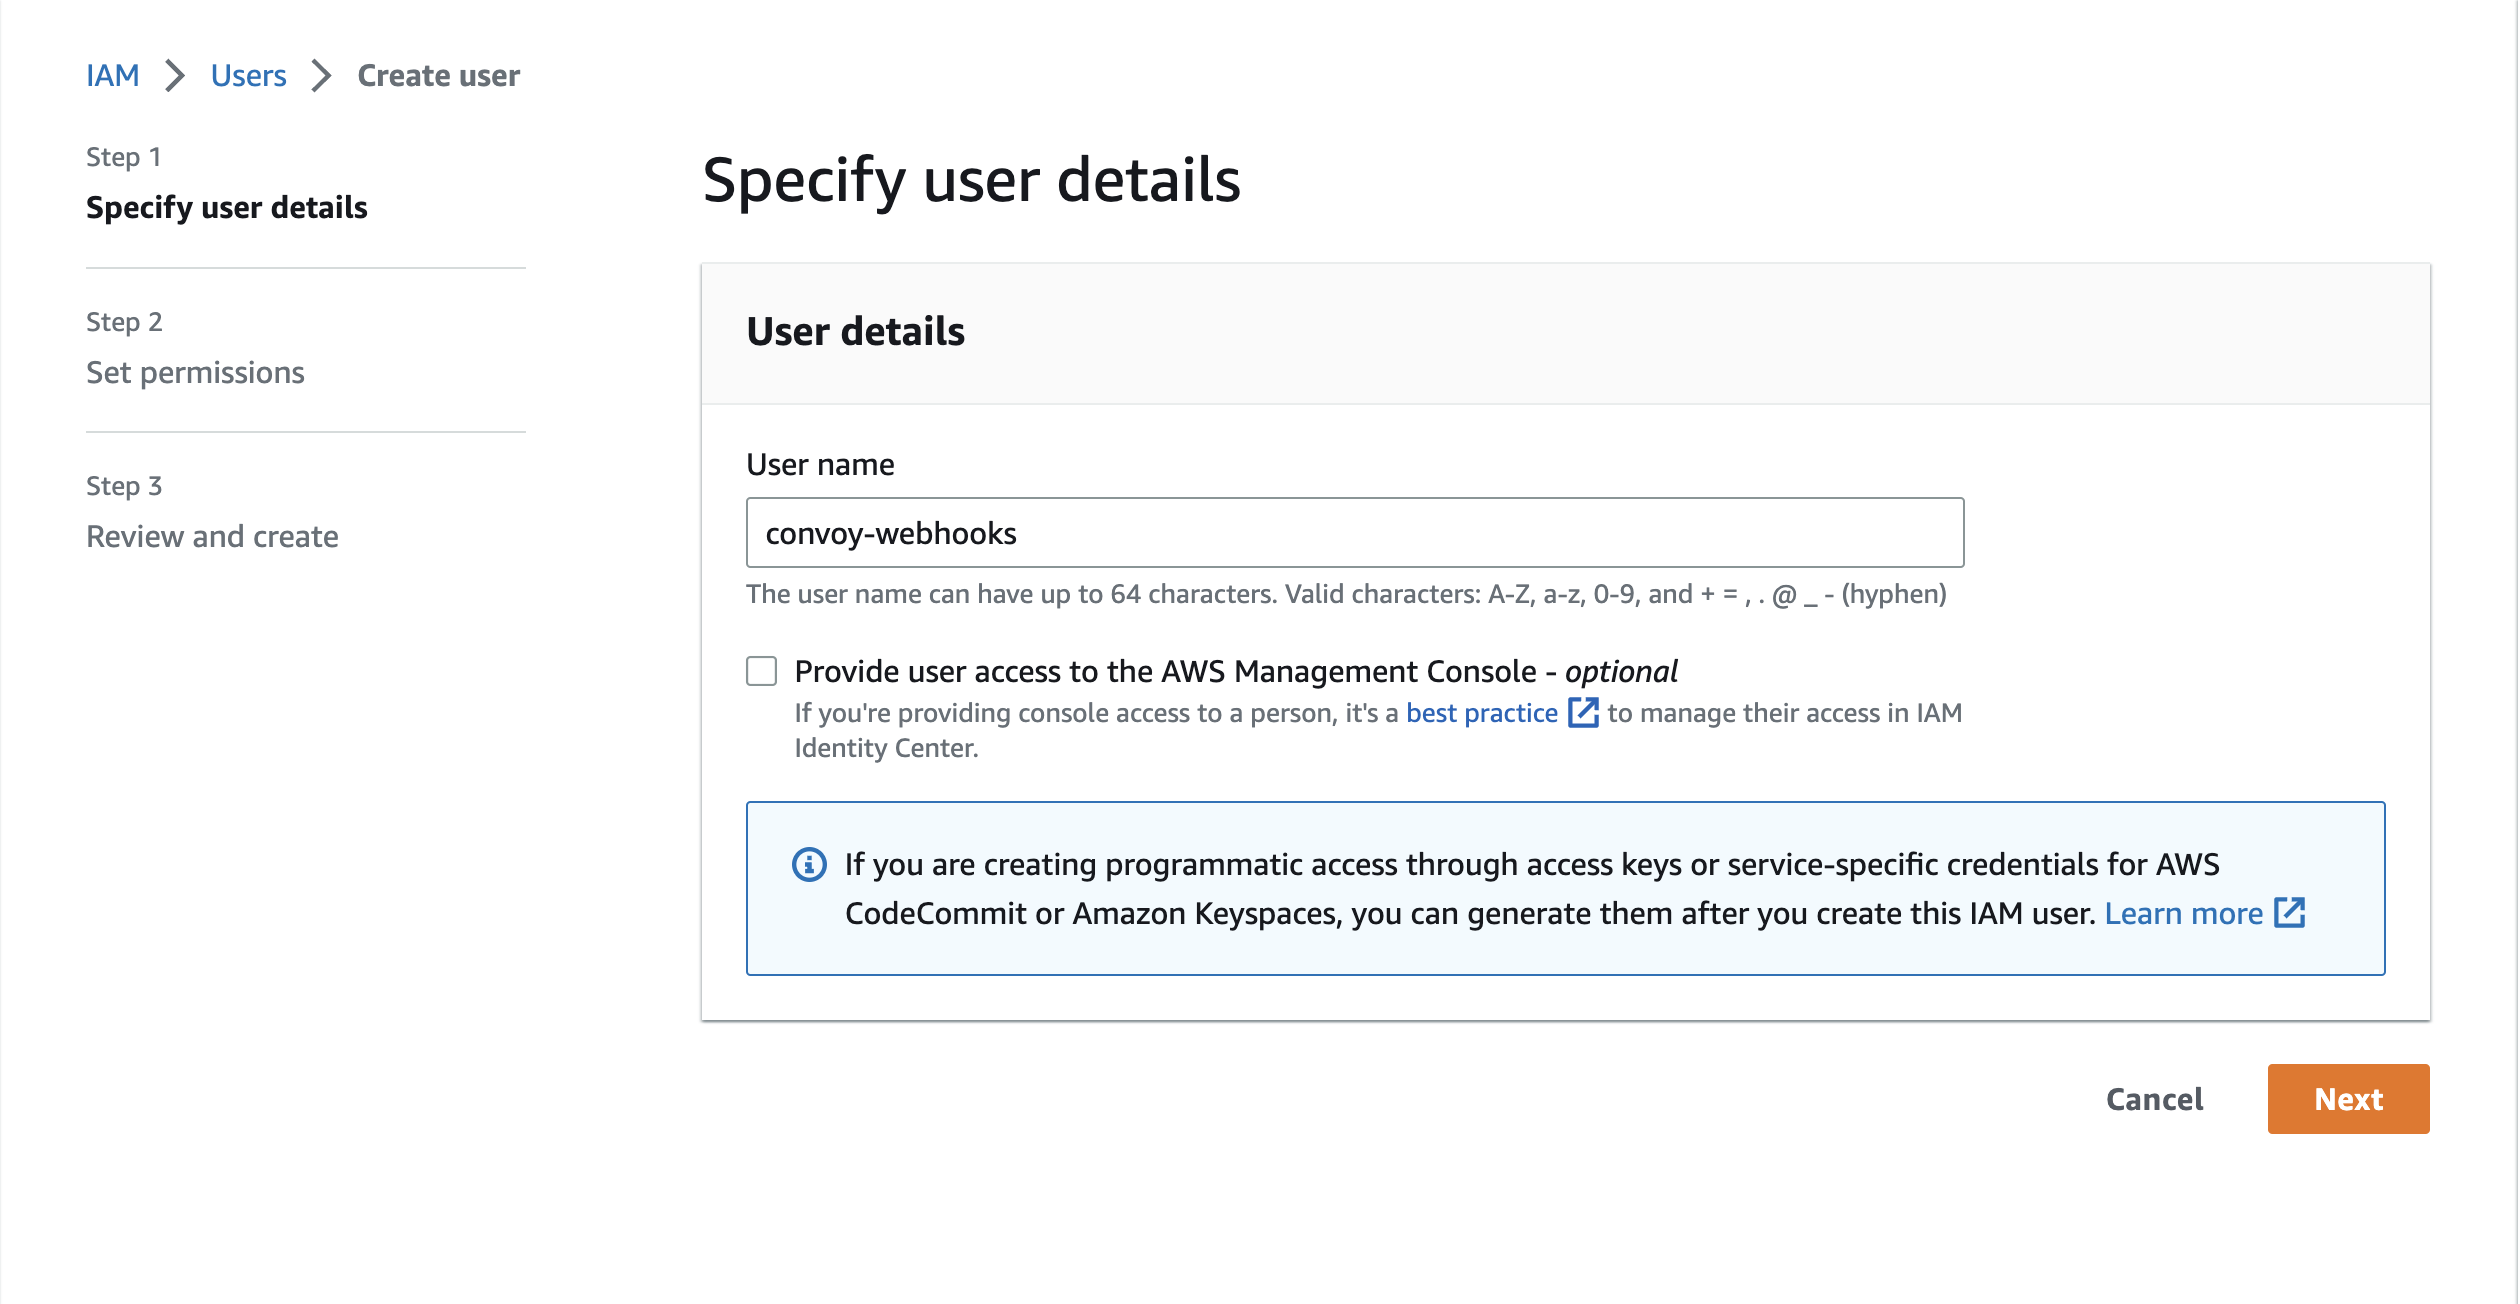 IAM > Users > Create user
Step 1
Specify user details
Step 2
Set permissions
Step 3
Review and create
Specify user details
User details
User name
convoy-webhooks
The user name can have up to 64 characters. Valid characters: A-Z, a-z, 0-9, and + = , . @ _ - (hyphen)
Provide user access to the AWS Management Console - optional
If you're providing console access to a person, it's a best practice to manage their access in IAM
Identity Center.
If you are creating programmatic access through access keys or service-specific credentials for AWS
CodeCommit or Amazon Keyspaces, you can generate them after you create this IAM user. Learn more
Cancel
Next